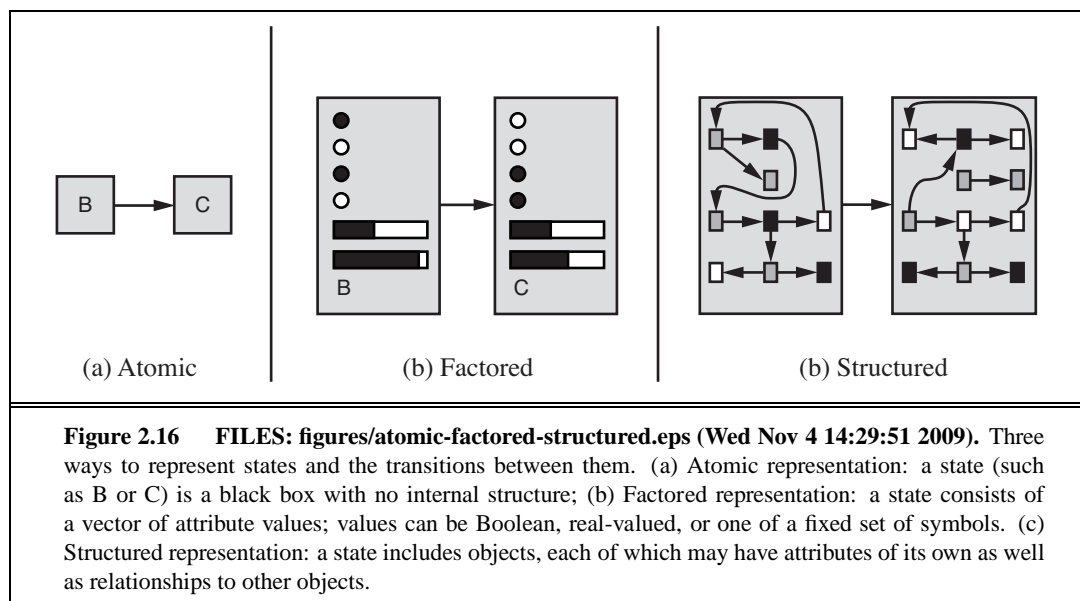 B
C
B
C
(a) Atomic
(b) Factored
(b) Structured
Figure 2.16 FILES: figures/atomic-factored-structured.eps (Wed Nov 4 14:29:51 2009). Three
ways to represent states and the transitions between them. (a) Atomic representation: a state (such
as B or C) is a black box with no internal structure; (b) Factored representation: a state consists of
a vector of attribute values; values can be Boolean, real-valued, or one of a fixed set of symbols. (c)
Structured representation: a state includes objects, each of which may have attributes of its own as well
as relationships to other objects.